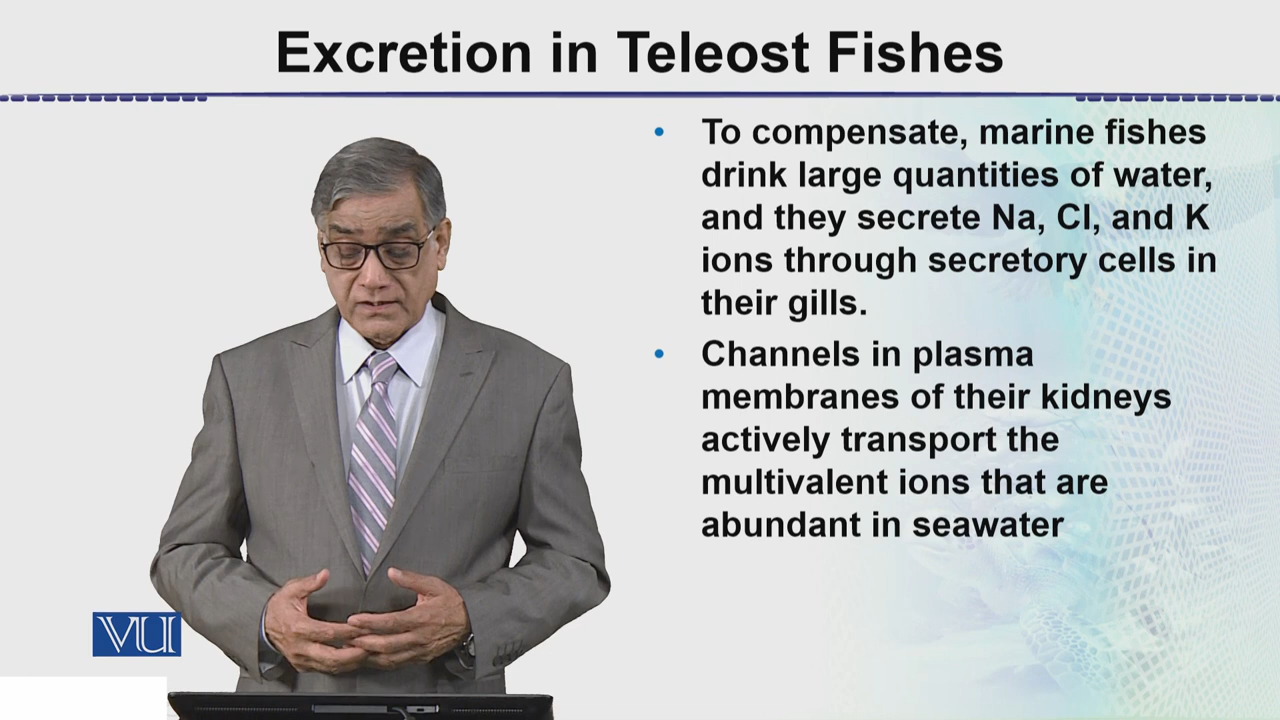 Excretion in Teleost Fishes
• To compensate, marine fishes
drink large quantities of water,
and they secrete Na, Cl, and K
ions through secretory cells in
their gills.
• Channels in plasma
membranes of their kidneys
actively transport the
multivalent ions that are
abundant in seawater
VU